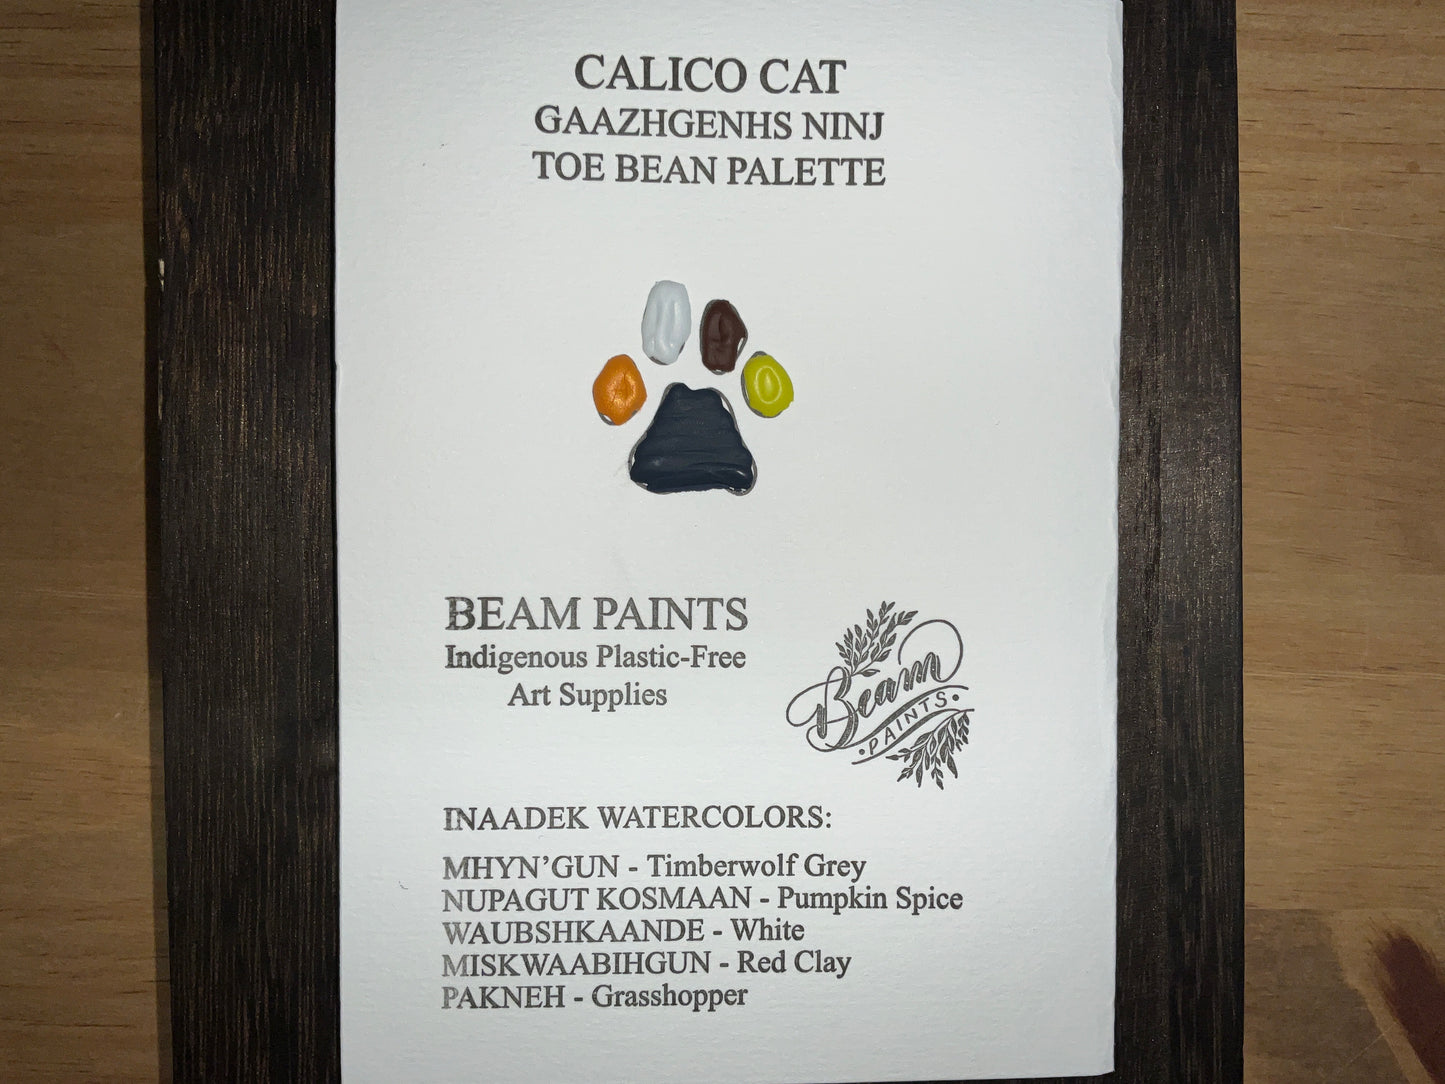 CALICO CAT
GAAZHGENHS NINJ
TOE BEAN PALETTE
BEAM PAINTS
Indigenous Plastic-Free
Art Supplies
Beam
•PAINTS•
INAADEK WATERCOLORS:
MHYN’GUN - Timberwolf Grey
NUPAGUT KOSMAAN - Pumpkin Spice
WAUBSHKAANDE - White
MISKWAABIHGUN - Red Clay
PAKNEH - Grasshopper